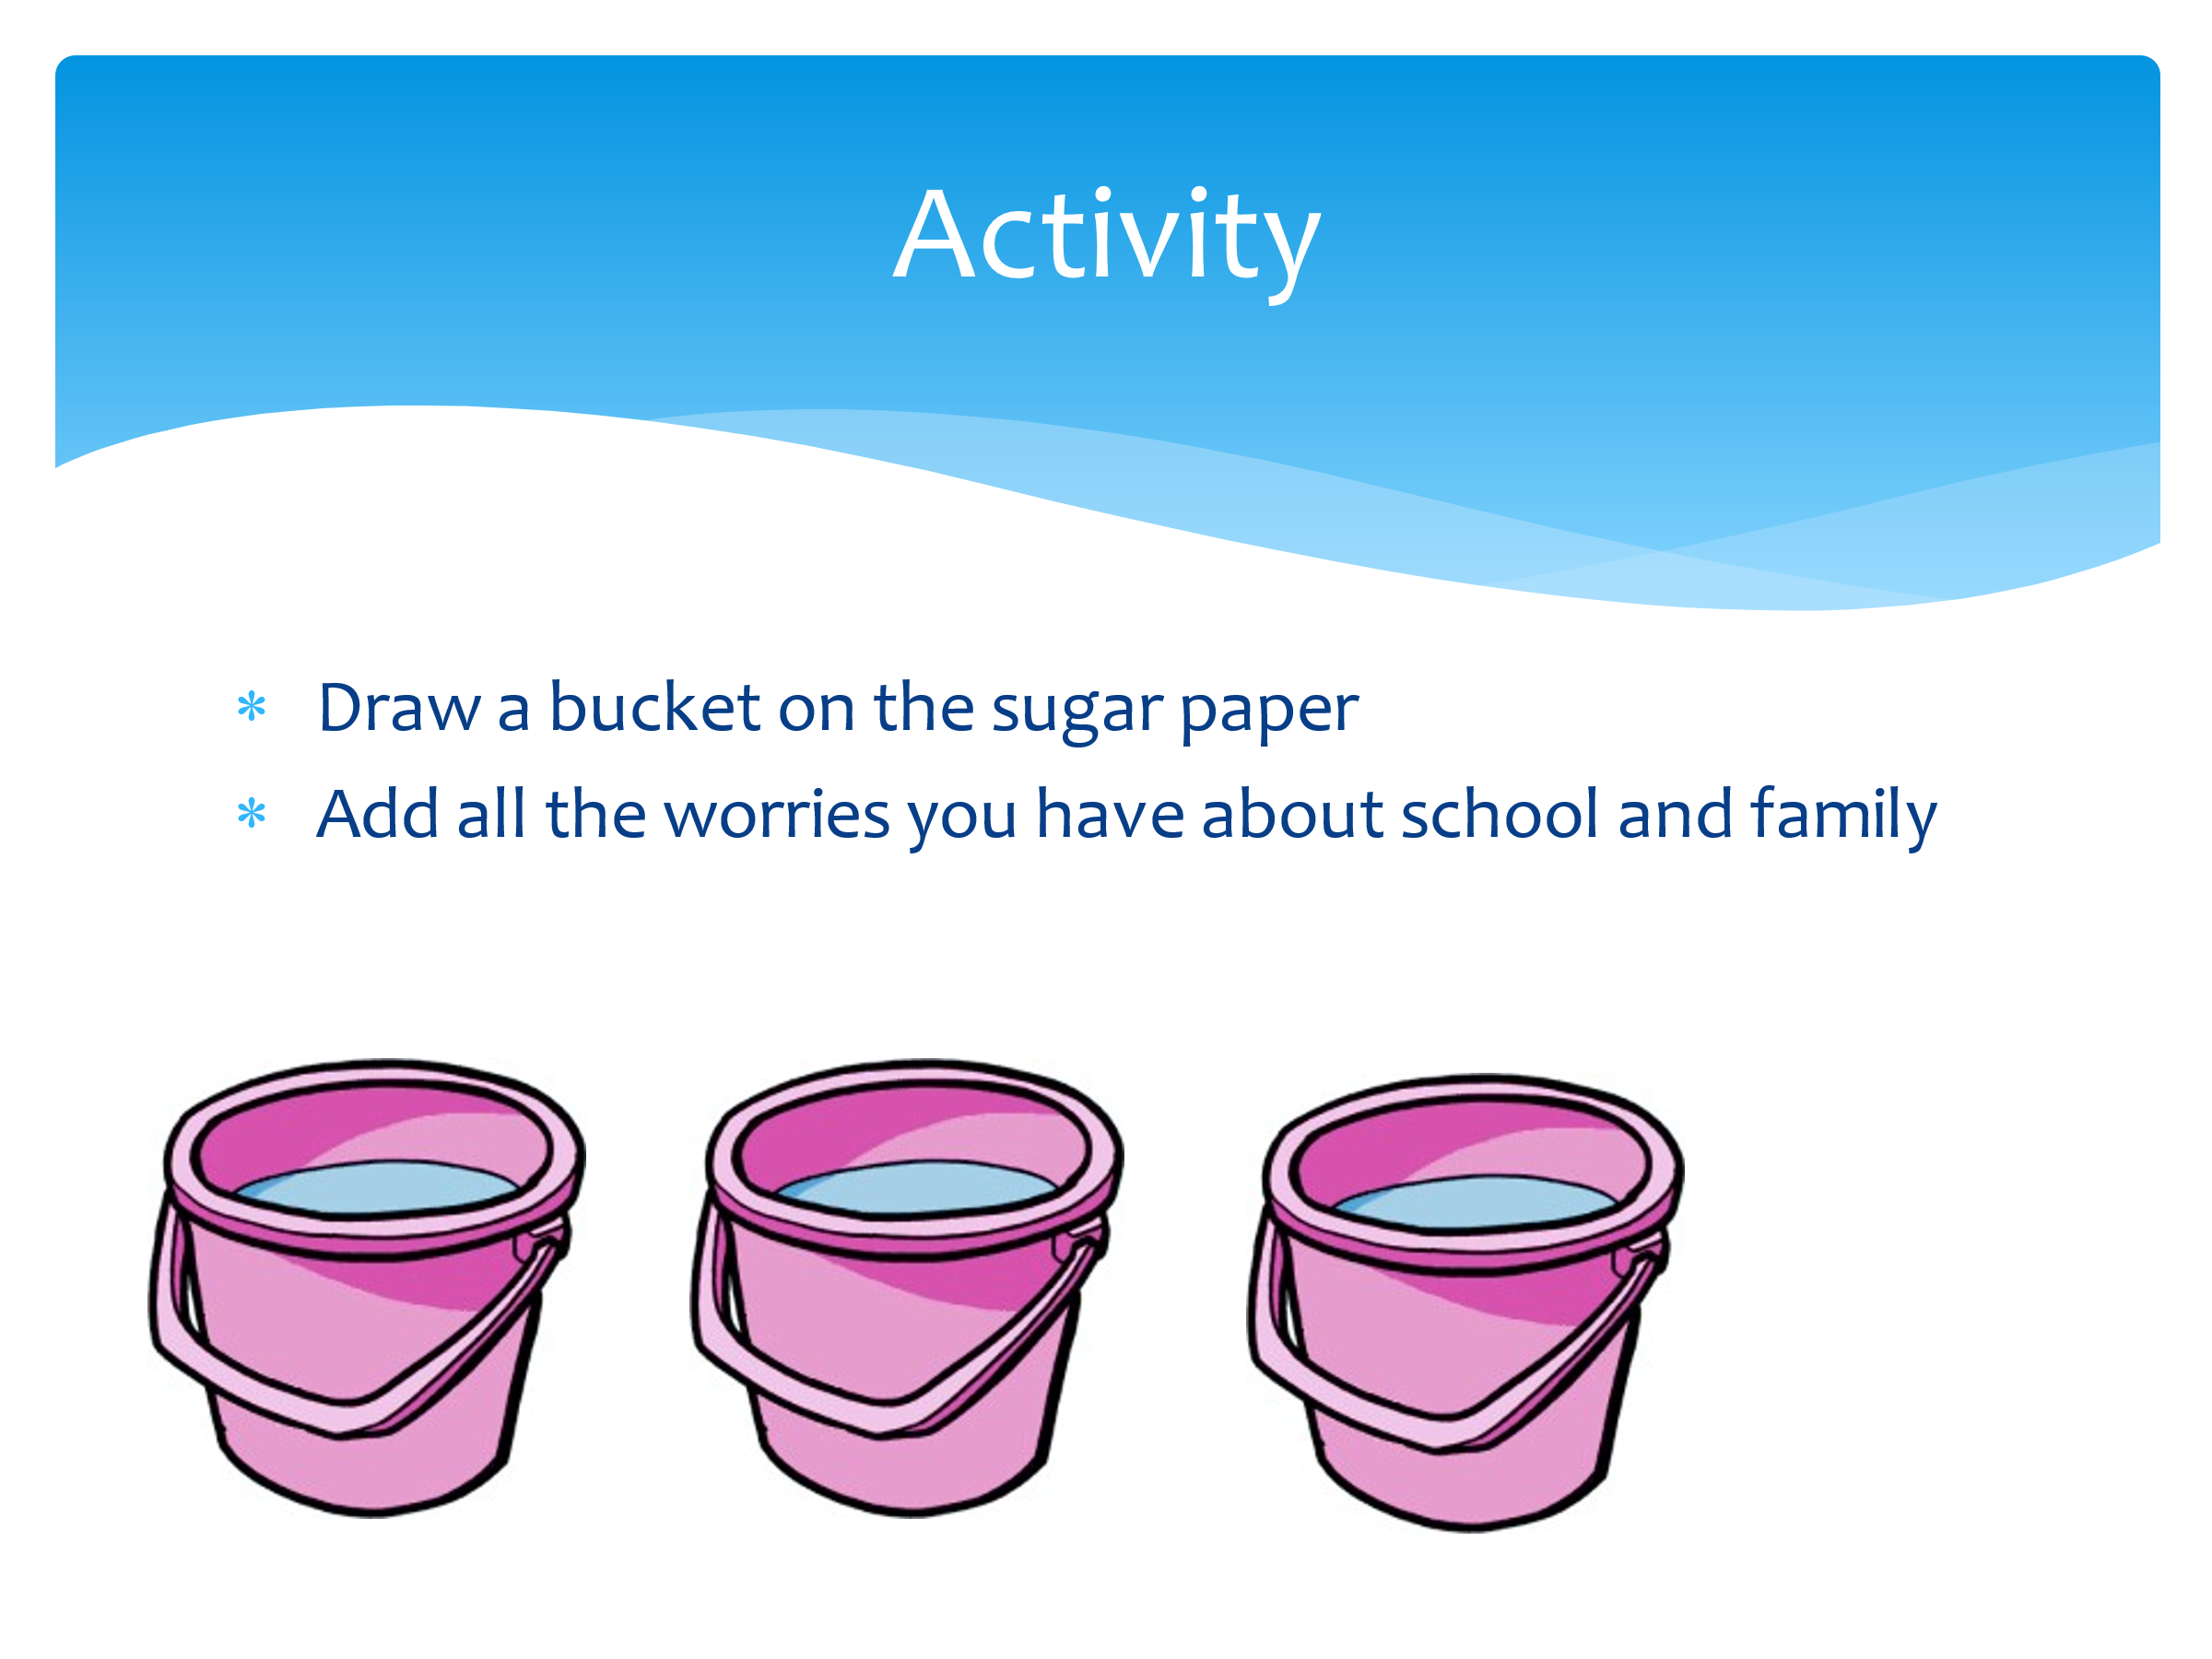 Activity
Draw a bucket on the sugar paper
Add all the worries you have about school and family